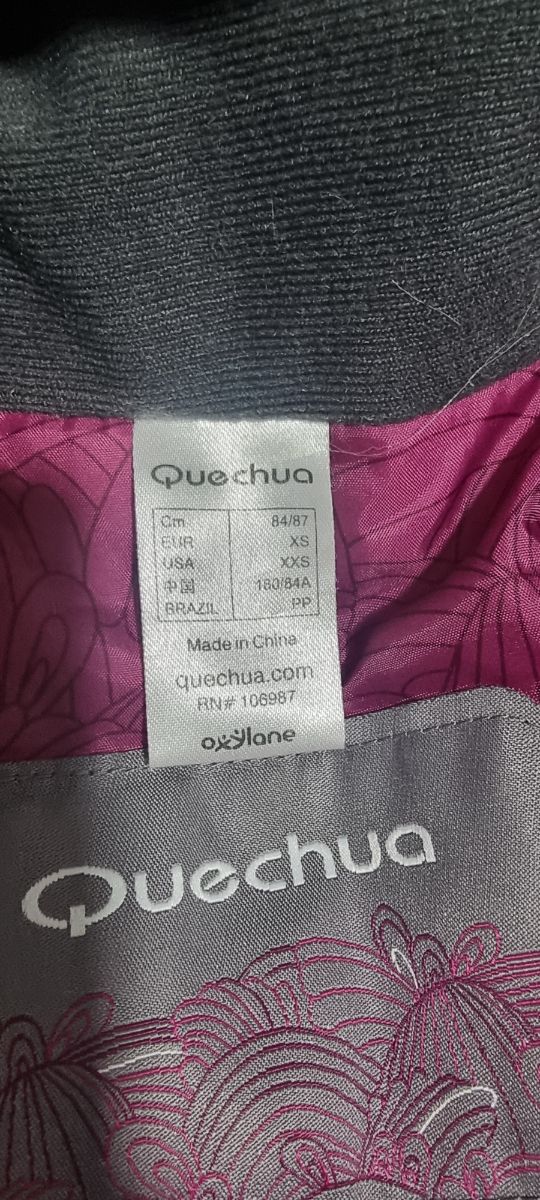 Quechua
Cm 84/87
EUR XS
USA XXS
中国 160/84A
BRAZIL PP
Made in China
quechua.com
RN# 106987
oxylane
Quechua